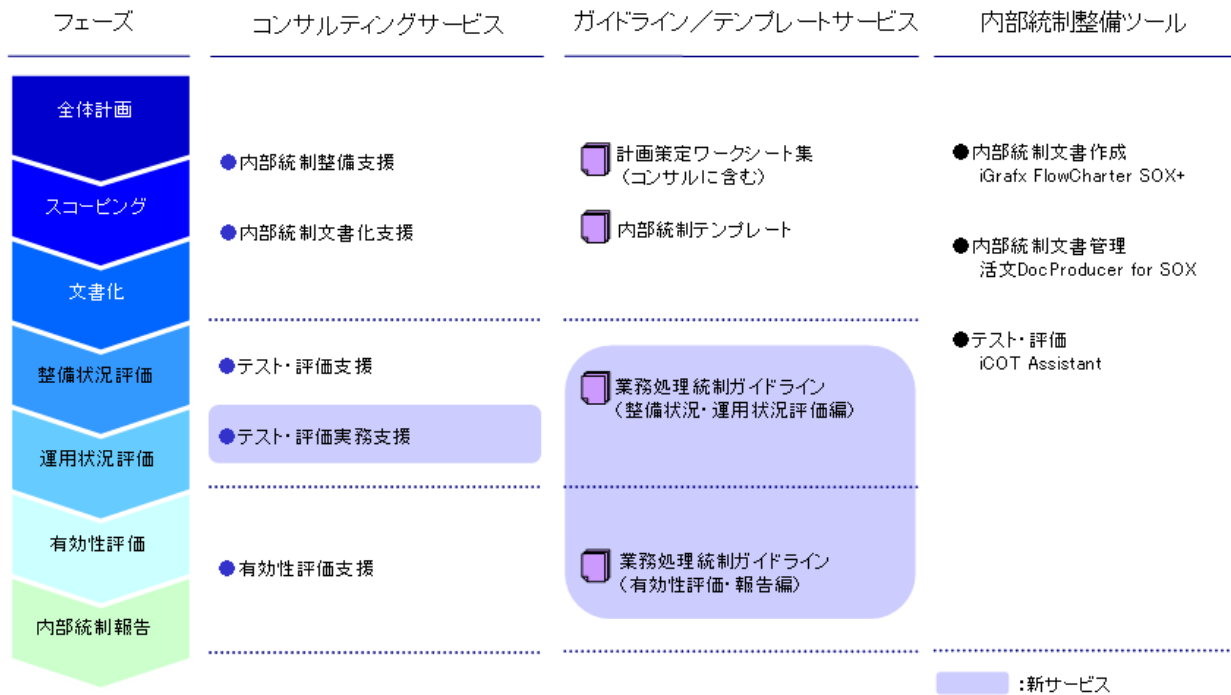 フェーズ
コンサルティングサービス
ガイドライン／テンプレートサービス
内部統制整備ツール
全体計画
スコーピング
文書化
整備状況評価
運用状況評価
有効性評価
内部統制報告
●内部統制整備支援
●内部統制文書化支援
●テスト・評価支援
●テスト・評価実務支援
●有効性評価支援
計画策定ワークシート集
（コンサルに含む）
内部統制テンプレート
業務処理統制ガイドライン
（整備状況・運用状況評価編）
業務処理統制ガイドライン
（有効性評価・報告編）
●内部統制文書作成
iGrafx FlowCharter SOX+
●内部統制文書管理
活文DocProducer for SOX
●テスト・評価
iCOT Assistant
:新サービス